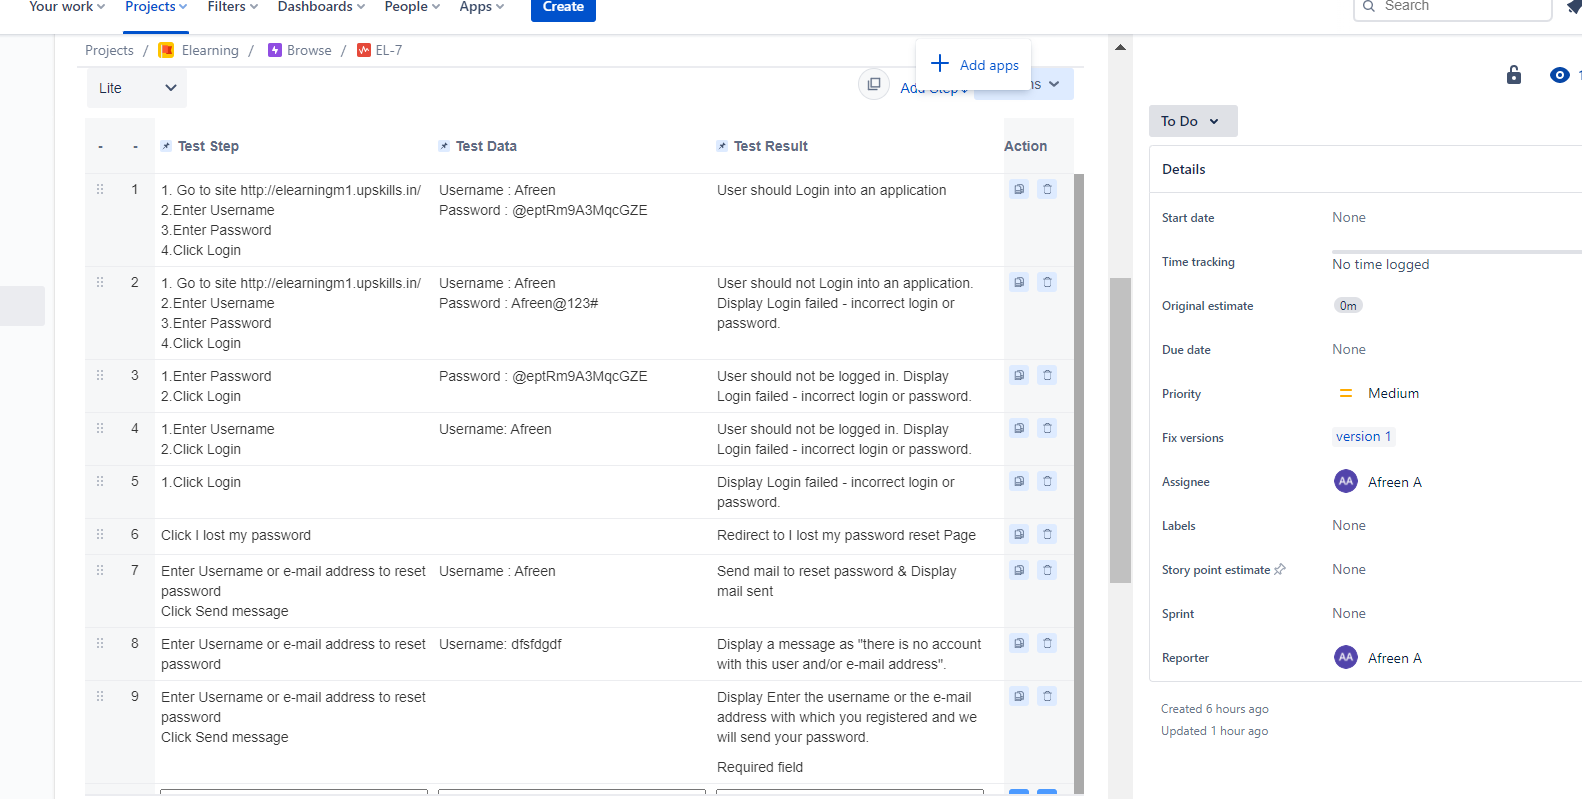 Your work Projects Filters Dashboards People Apps Create Search
Projects / Elearning / Browse / EL-7
Add apps
Lite
Add Step
ns
1
To Do
- - Test Step Test Data Test Result Action
Details
1 1. Go to site http://elearningm1.upskills.in/ Username : Afreen User should Login into an application
2.Enter Username Password : @eptRm9A3MqcGZE
3.Enter Password
4.Click Login
2 1. Go to site http://elearningm1.upskills.in/ Username : Afreen User should not Login into an application.
2.Enter Username Password : Afreen@123# Display Login failed - incorrect login or
3.Enter Password password.
4.Click Login
3 1.Enter Password Password : @eptRm9A3MqcGZE User should not be logged in. Display
2.Click Login Login failed - incorrect login or password.
4 1.Enter Username Username: Afreen User should not be logged in. Display
2.Click Login Login failed - incorrect login or password.
5 1.Click Login Display Login failed - incorrect login or
password.
6 Click I lost my password Redirect to I lost my password reset Page
7 Enter Username or e-mail address to reset Username : Afreen Send mail to reset password & Display
password mail sent
Click Send message
8 Enter Username or e-mail address to reset Username: dfsfdgdf Display a message as "there is no account
password with this user and/or e-mail address".
9 Enter Username or e-mail address to reset Display Enter the username or the e-mail
password address with which you registered and we
Click Send message will send your password.
Required field
Start date None
Time tracking No time logged
Original estimate 0m
Due date None
Priority Medium
Fix versions version 1
Assignee AA Afreen A
Labels None
Story point estimate None
Sprint None
Reporter AA Afreen A
Created 6 hours ago
Updated 1 hour ago